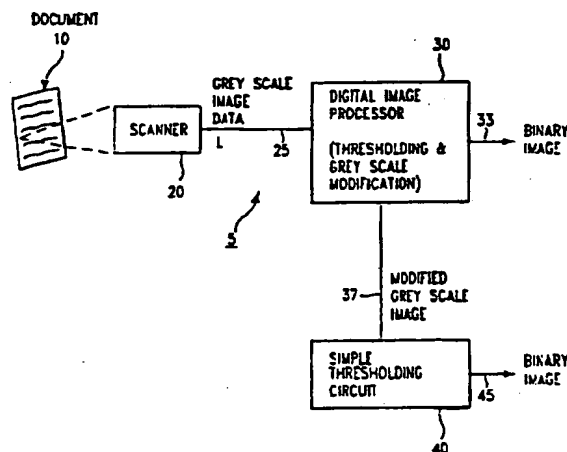 DOCUMENT
10
SCANNER
20
GREY SCALE
IMAGE
DATA
L
25
5
30
DIGITAL IMAGE
PROCESSOR
(THRESHOLDING &
GREY SCALE
MODIFICATION)
33
BINARY
IMAGE
37
MODIFIED
GREY SCALE
IMAGE
SIMPLE
THRESHOLDING
CIRCUIT
45
BINARY
IMAGE
40